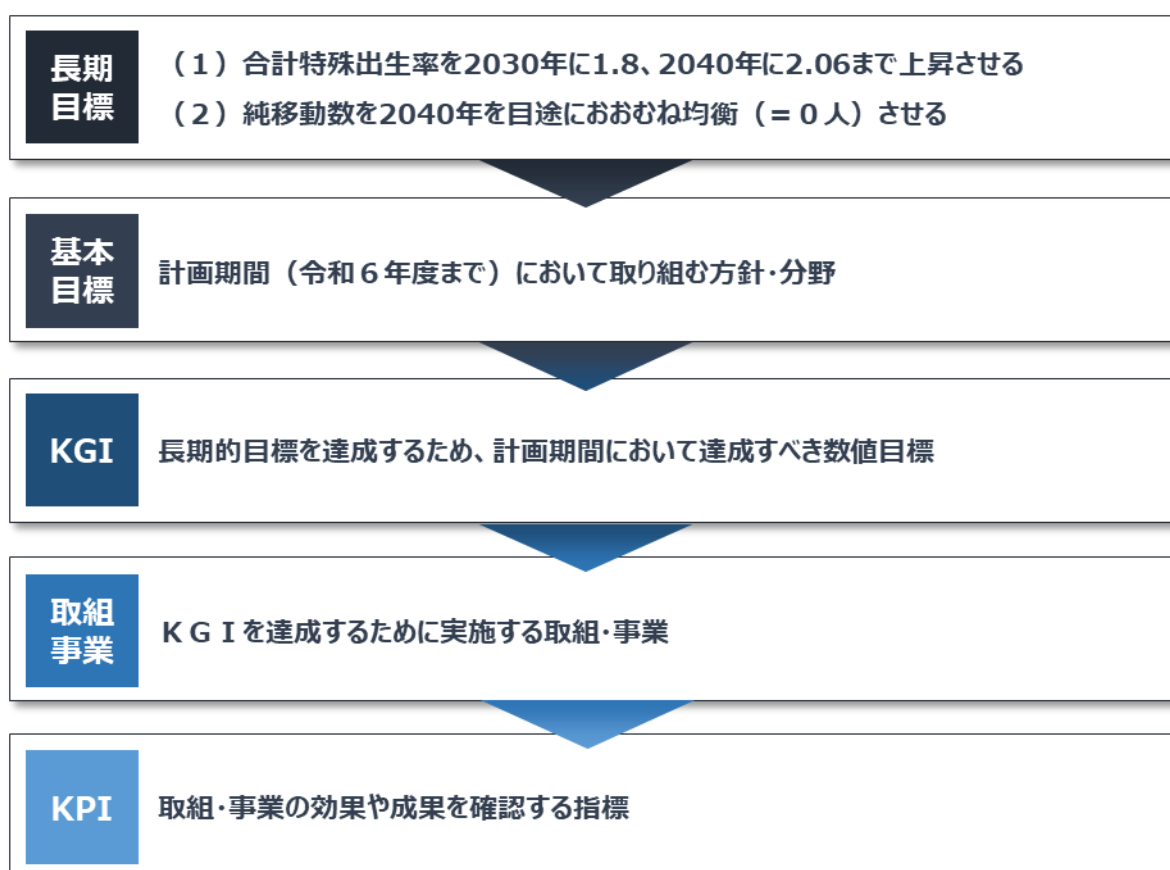 長期
目標
（１）合計特殊出生率を2030年に1.8、2040年に2.06まで上昇させる
（２）純移動数を2040年を目途におおむね均衡（＝０人）させる
基本
目標
計画期間（令和６年度まで）において取り組む方針・分野
KGI
長期的目標を達成するため、計画期間において達成すべき数値目標
取組
事業
ＫＧＩを達成するために実施する取組・事業
KPI
取組・事業の効果や成果を確認する指標